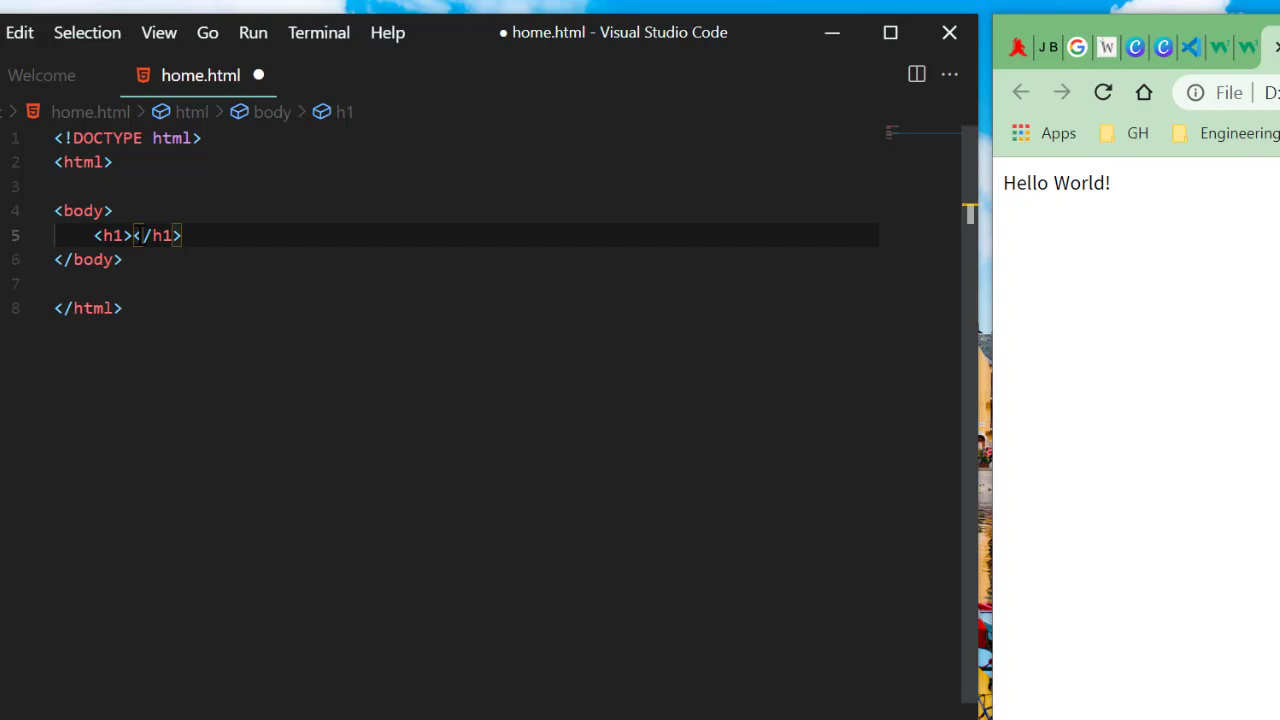 Edit Selection View Go Run Terminal Help ● home.html - Visual Studio Code
Welcome home.html
home.html > html > body > h1
1 <!DOCTYPE html>
2 <html>
3
4 <body>
5 <h1></h1>
6 </body>
7
8 </html>
J B
File D:
Apps GH Engineering
Hello World!